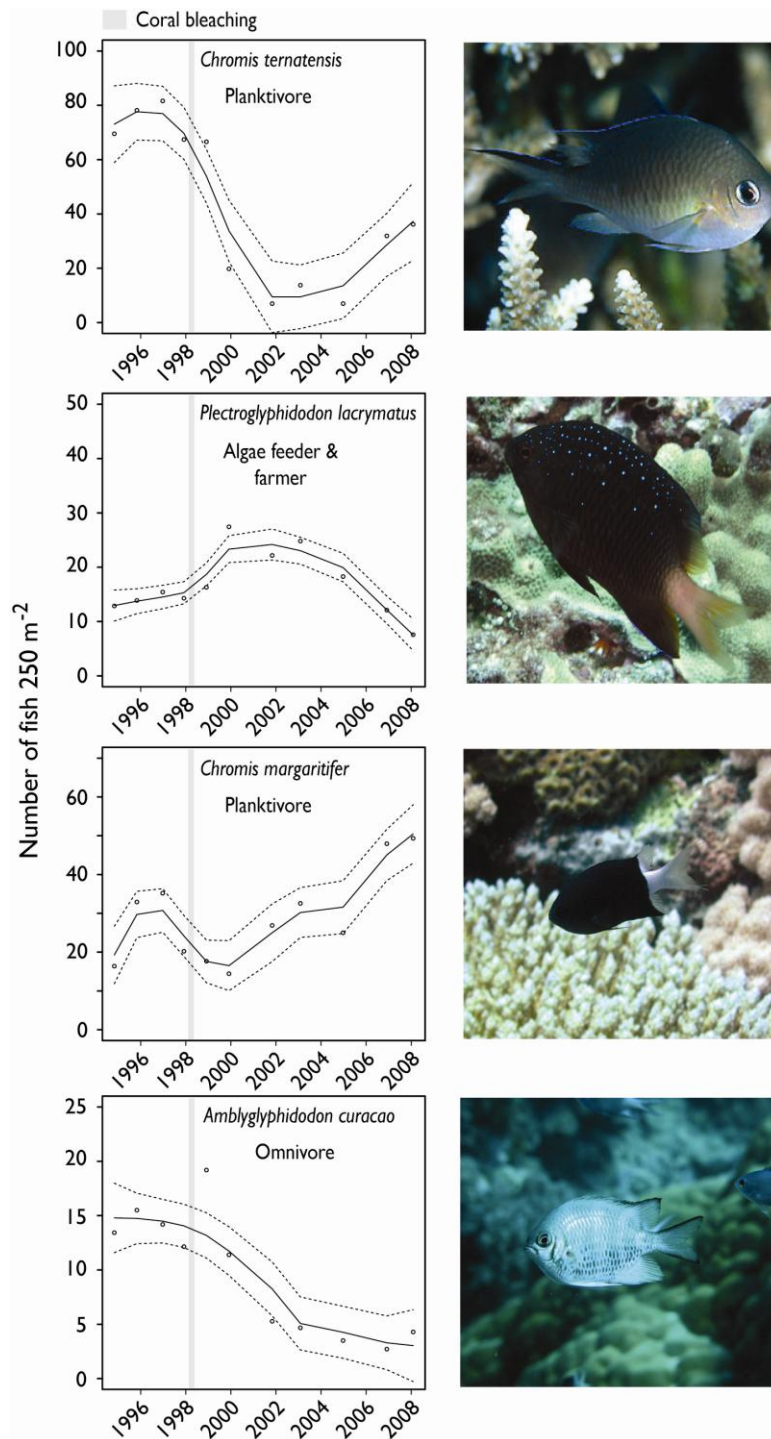 Coral bleaching
Number of fish 250 m⁻²
Chromis ternatensis
Planktivore
100
80
60
40
20
0
1996 1998 2000 2002 2004 2006 2008
Plectroglyphidodon lacrymatus
Algae feeder &
farmer
50
40
30
20
10
0
1996 1998 2000 2002 2004 2006 2008
Chromis margaritifer
Planktivore
60
40
20
0
1996 1998 2000 2002 2004 2006 2008
Amblyglyphidodon curacao
Omnivore
25
20
15
10
5
0
1996 1998 2000 2002 2004 2006 2008